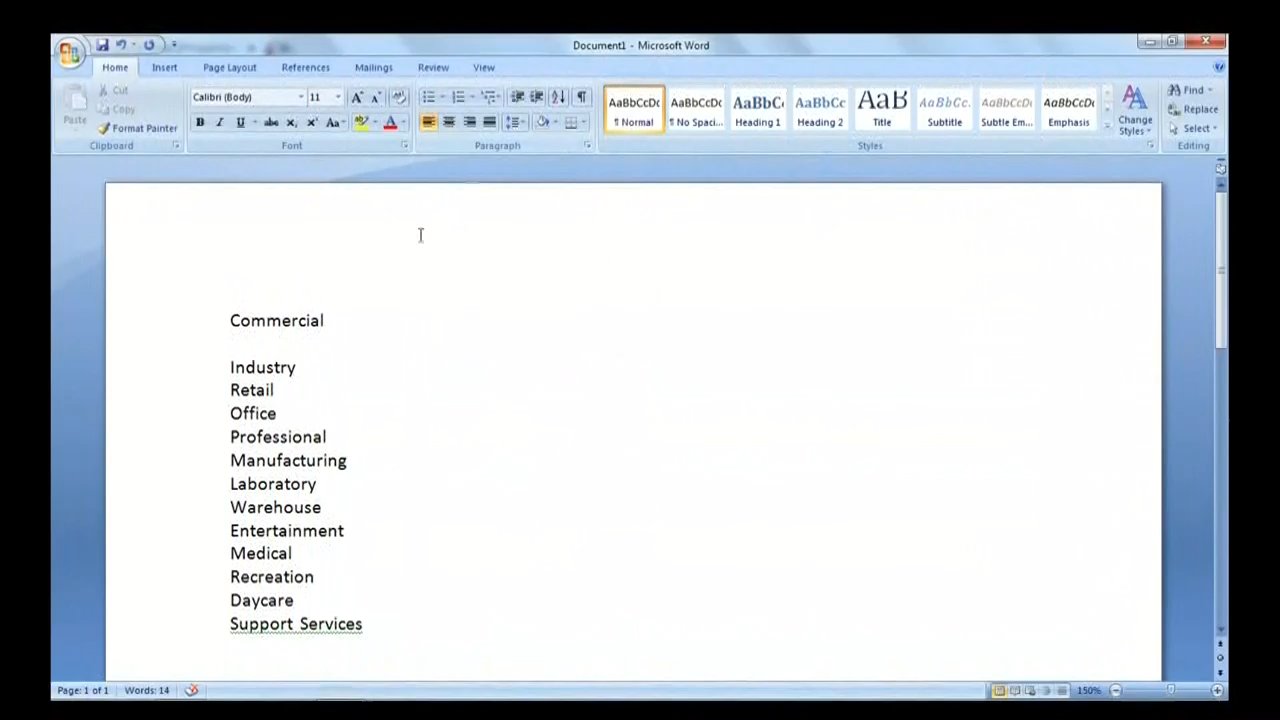 Document1 - Microsoft Word
Home Insert Page Layout References Mailings Review View
Cut
Copy
Paste
Format Painter
Clipboard
Calibri (Body) 11
Font
Paragraph
AaBbCcDc AaBbCcDc AaBbC AaBbCc AaB AaBbCc. AaBbCcDc AaBbCcDc
¶ Normal ¶ No Spaci... Heading 1 Heading 2 Title Subtitle Subtle Em... Emphasis
Change
Styles
Styles
Find
Replace
Select
Editing
Commercial
Industry
Retail
Office
Professional
Manufacturing
Laboratory
Warehouse
Entertainment
Medical
Recreation
Daycare
Support Services
Page: 1 of 1 Words: 14 150%